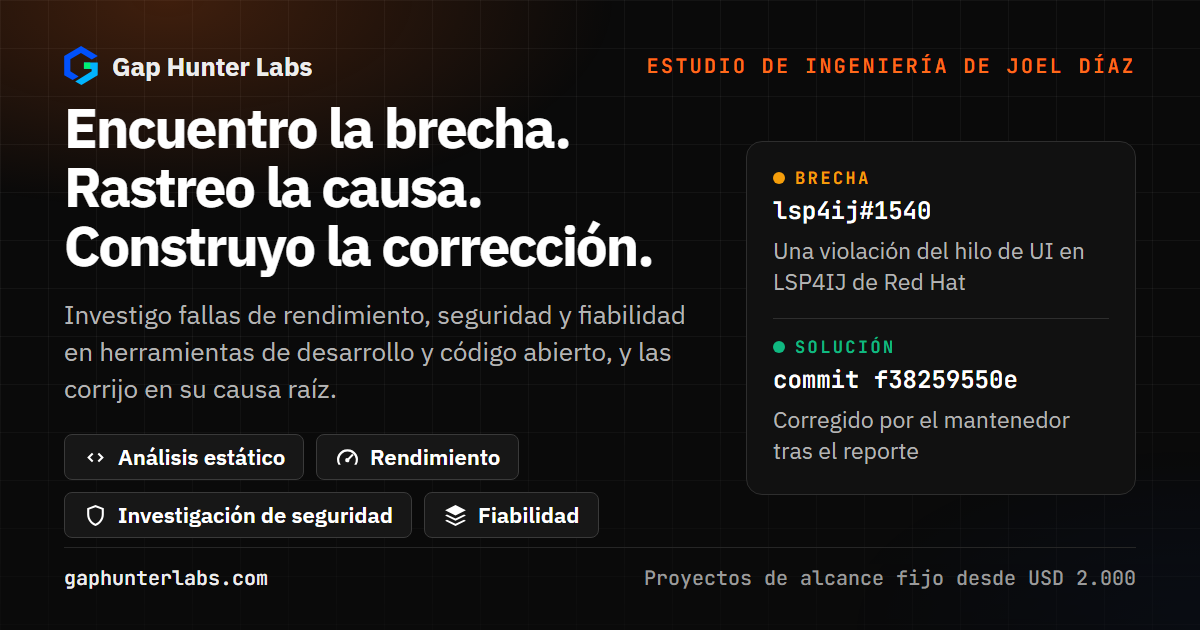 Gap Hunter Labs
ESTUDIO DE INGENIERÍA DE JOEL DÍAZ
Encuentro la brecha.
Rastreo la causa.
Construyo la corrección.
Investigo fallas de rendimiento, seguridad y fiabilidad
en herramientas de desarrollo y código abierto, y las
corrijo en su causa raíz.
Análisis estático
Rendimiento
Investigación de seguridad
Fiabilidad
BRECHA
lsp4ij#1540
Una violación del hilo de UI en
LSP4IJ de Red Hat
SOLUCIÓN
commit f38259550e
Corregido por el mantenedor
tras el reporte
gaphunterlabs.com
Proyectos de alcance fijo desde USD 2.000